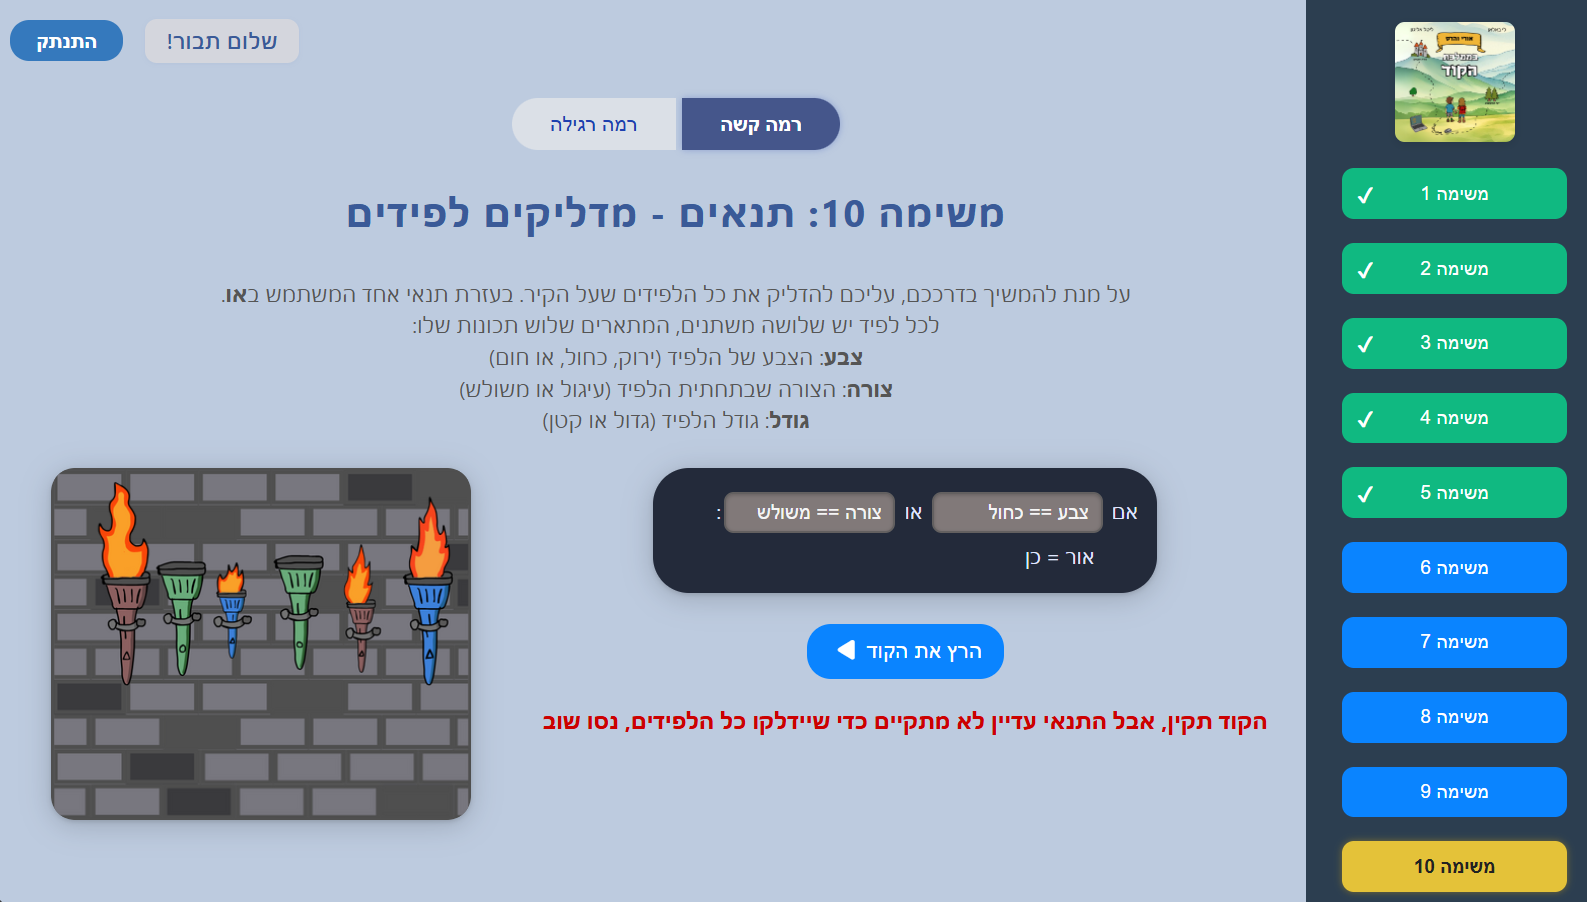 התנתק
שלום תבור!
רמה קשה
רמה רגילה
משימה 10: תנאים - מדליקים לפידים
על מנת להמשיך בדרככם, עליכם להדליק את כל הלפידים שעל הקיר. בעזרת תנאי אחד המשתמש באו.
לכל לפיד יש שלושה משתנים, המתארים שלוש תכונות שלו:
צבע: הצבע של הלפיד (ירוק, כחול, או חום)
צורה: הצורה שבתחתית הלפיד (עיגול או משולש)
גודל: גודל הלפיד (גדול או קטן)
אם צבע == כחול או צורה == משולש :
אור = כן
הרץ את הקוד
הקוד תקין, אבל התנאי עדיין לא מתקיים כדי שיידלקו כל הלפידים, נסו שוב
בממלכת
הקוד
משימה 1
משימה 2
משימה 3
משימה 4
משימה 5
משימה 6
משימה 7
משימה 8
משימה 9
משימה 10